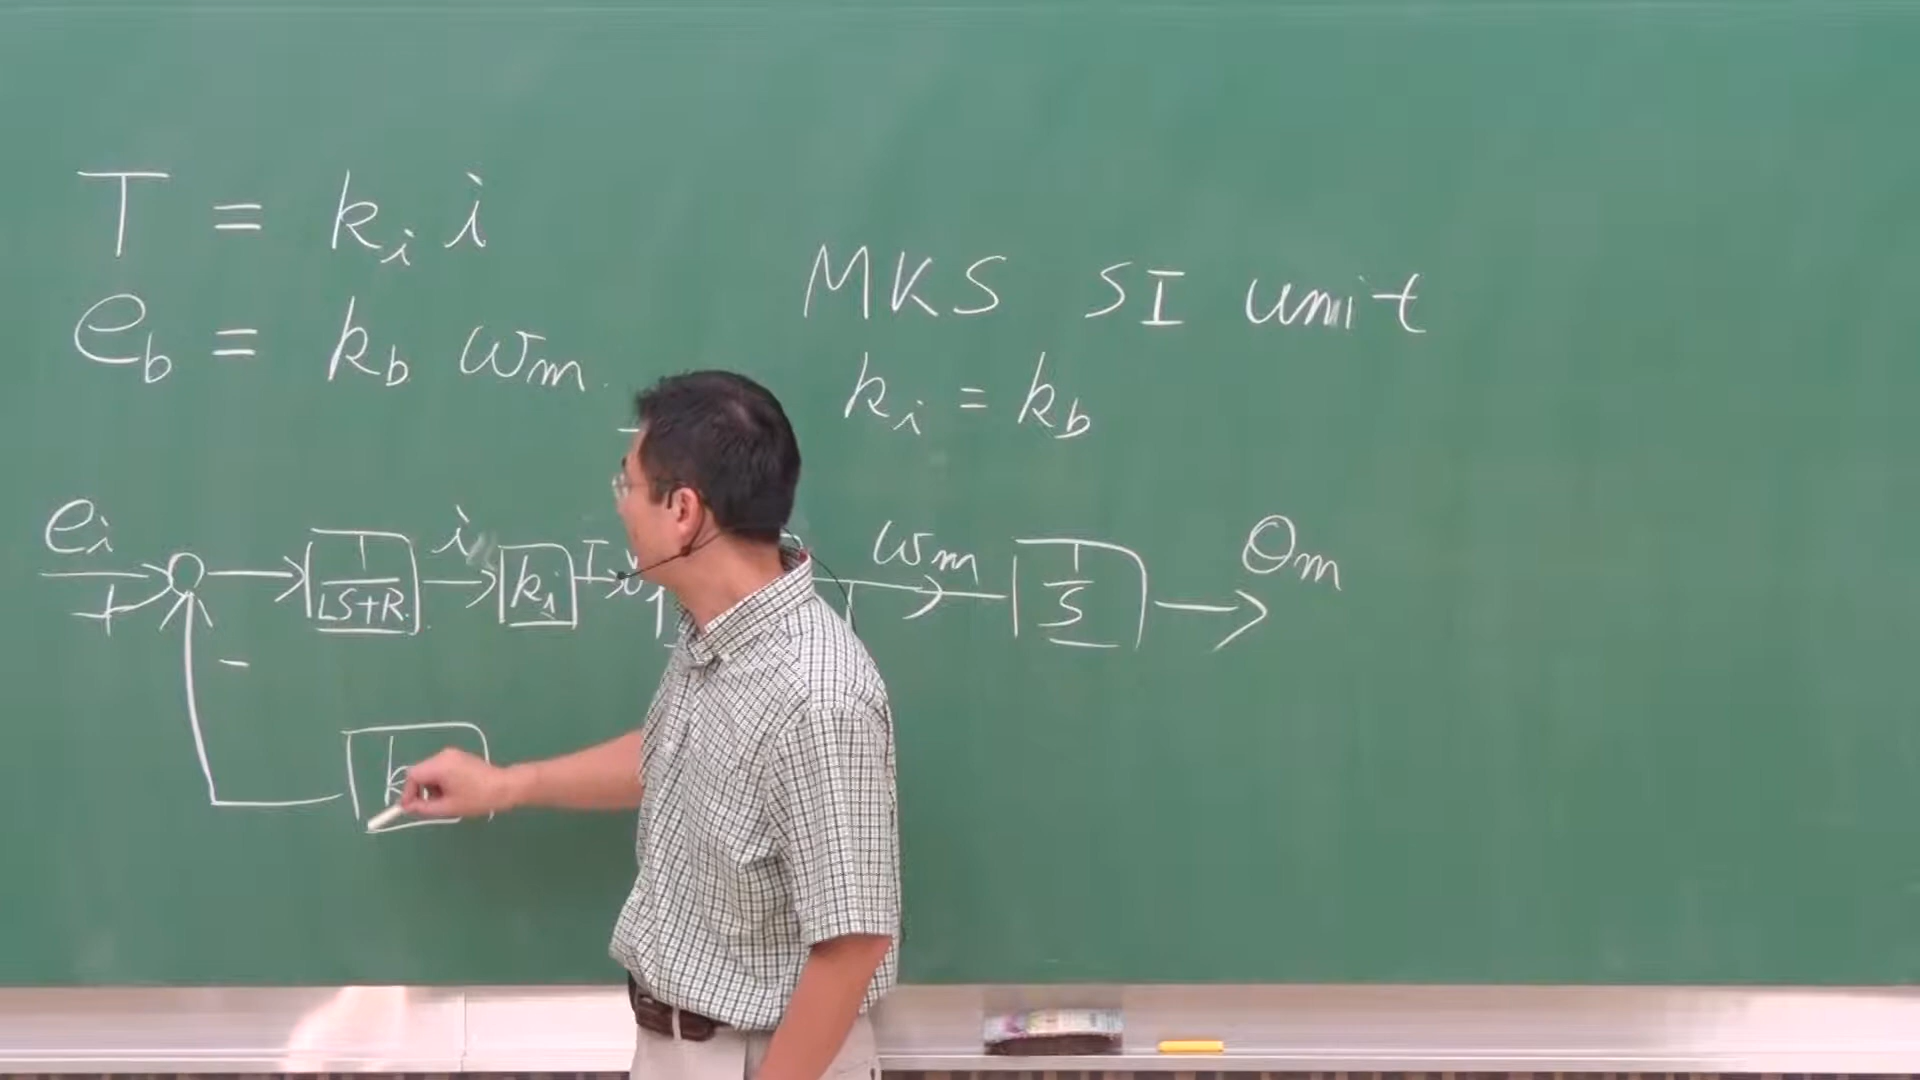 T = k_i i
e_b = k_b ω_m
MKS SI unit
k_i = k_b
e_i + - 1/(LS+R) i k_i T ω_m 1/S θ_m
k